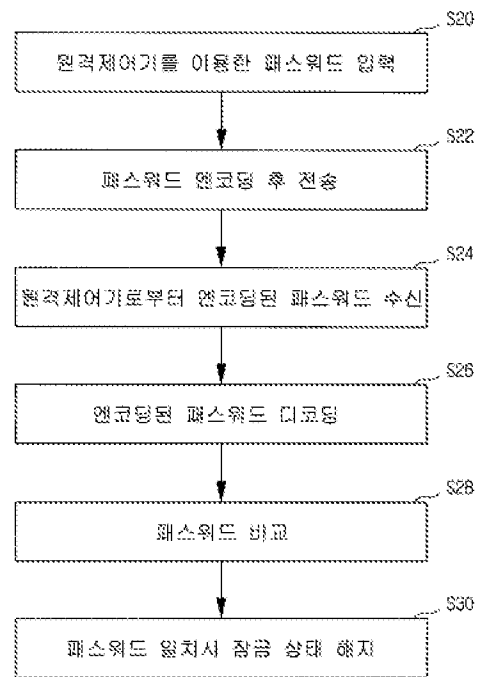 S20
원격제어기를 이용한 패스워드 입력
S22
패스워드 엔코딩 후 전송
S24
원격제어기로부터 엔코딩된 패스워드 수신
S26
엔코딩된 패스워드 디코딩
S28
패스워드 비교
S30
패스워드 일치시 잠금 상태 해지